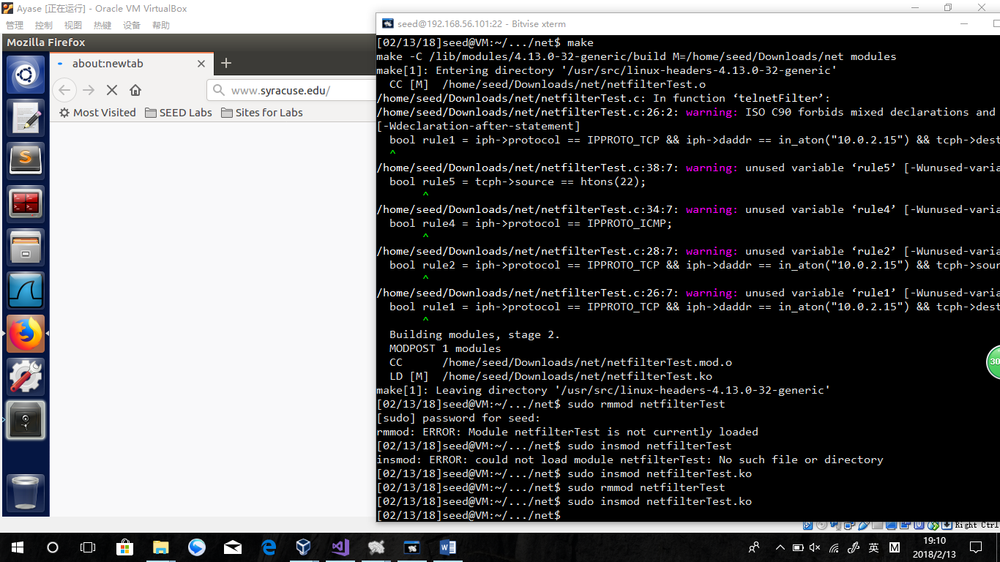 Ayase [正在运行] - Oracle VM VirtualBox
管理 控制 视图 热键 设备 帮助
Mozilla Firefox
about:newtab
www.syracuse.edu/
Most Visited SEED Labs Sites for Labs
seed@192.168.56.101:22 - Bitvise xterm
[02/13/18]seed@VM:~/.../net$ make
make -C /lib/modules/4.13.0-32-generic/build M=/home/seed/Downloads/net modules
make[1]: Entering directory '/usr/src/linux-headers-4.13.0-32-generic'
CC [M] /home/seed/Downloads/net/netfilterTest.o
/home/seed/Downloads/net/netfilterTest.c: In function ‘telnetFilter’:
/home/seed/Downloads/net/netfilterTest.c:26:2: warning: ISO C90 forbids mixed declarations and
[-Wdeclaration-after-statement]
bool rule1 = iph->protocol == IPPROTO_TCP && iph->daddr == in_aton("10.0.2.15") && tcph->dest
^
/home/seed/Downloads/net/netfilterTest.c:38:7: warning: unused variable ‘rule5’ [-Wunused-varia
bool rule5 = tcph->source == htons(22);
^
/home/seed/Downloads/net/netfilterTest.c:34:7: warning: unused variable ‘rule4’ [-Wunused-varia
bool rule4 = iph->protocol == IPPROTO_ICMP;
^
/home/seed/Downloads/net/netfilterTest.c:28:7: warning: unused variable ‘rule2’ [-Wunused-varia
bool rule2 = iph->protocol == IPPROTO_TCP && iph->daddr == in_aton("10.0.2.15") && tcph->sour
^
/home/seed/Downloads/net/netfilterTest.c:26:7: warning: unused variable ‘rule1’ [-Wunused-varia
bool rule1 = iph->protocol == IPPROTO_TCP && iph->daddr == in_aton("10.0.2.15") && tcph->dest
^
Building modules, stage 2.
MODPOST 1 modules
CC /home/seed/Downloads/net/netfilterTest.mod.o
LD [M] /home/seed/Downloads/net/netfilterTest.ko
make[1]: Leaving directory '/usr/src/linux-headers-4.13.0-32-generic'
[02/13/18]seed@VM:~/.../net$ sudo rmmod netfilterTest
[sudo] password for seed:
rmmod: ERROR: Module netfilterTest is not currently loaded
[02/13/18]seed@VM:~/.../net$ sudo insmod netfilterTest
insmod: ERROR: could not load module netfilterTest: No such file or directory
[02/13/18]seed@VM:~/.../net$ sudo insmod netfilterTest.ko
[02/13/18]seed@VM:~/.../net$ sudo rmmod netfilterTest
[02/13/18]seed@VM:~/.../net$ sudo insmod netfilterTest.ko
[02/13/18]seed@VM:~/.../net$
30
Right Ctrl
英 M
19:10
2018/2/13